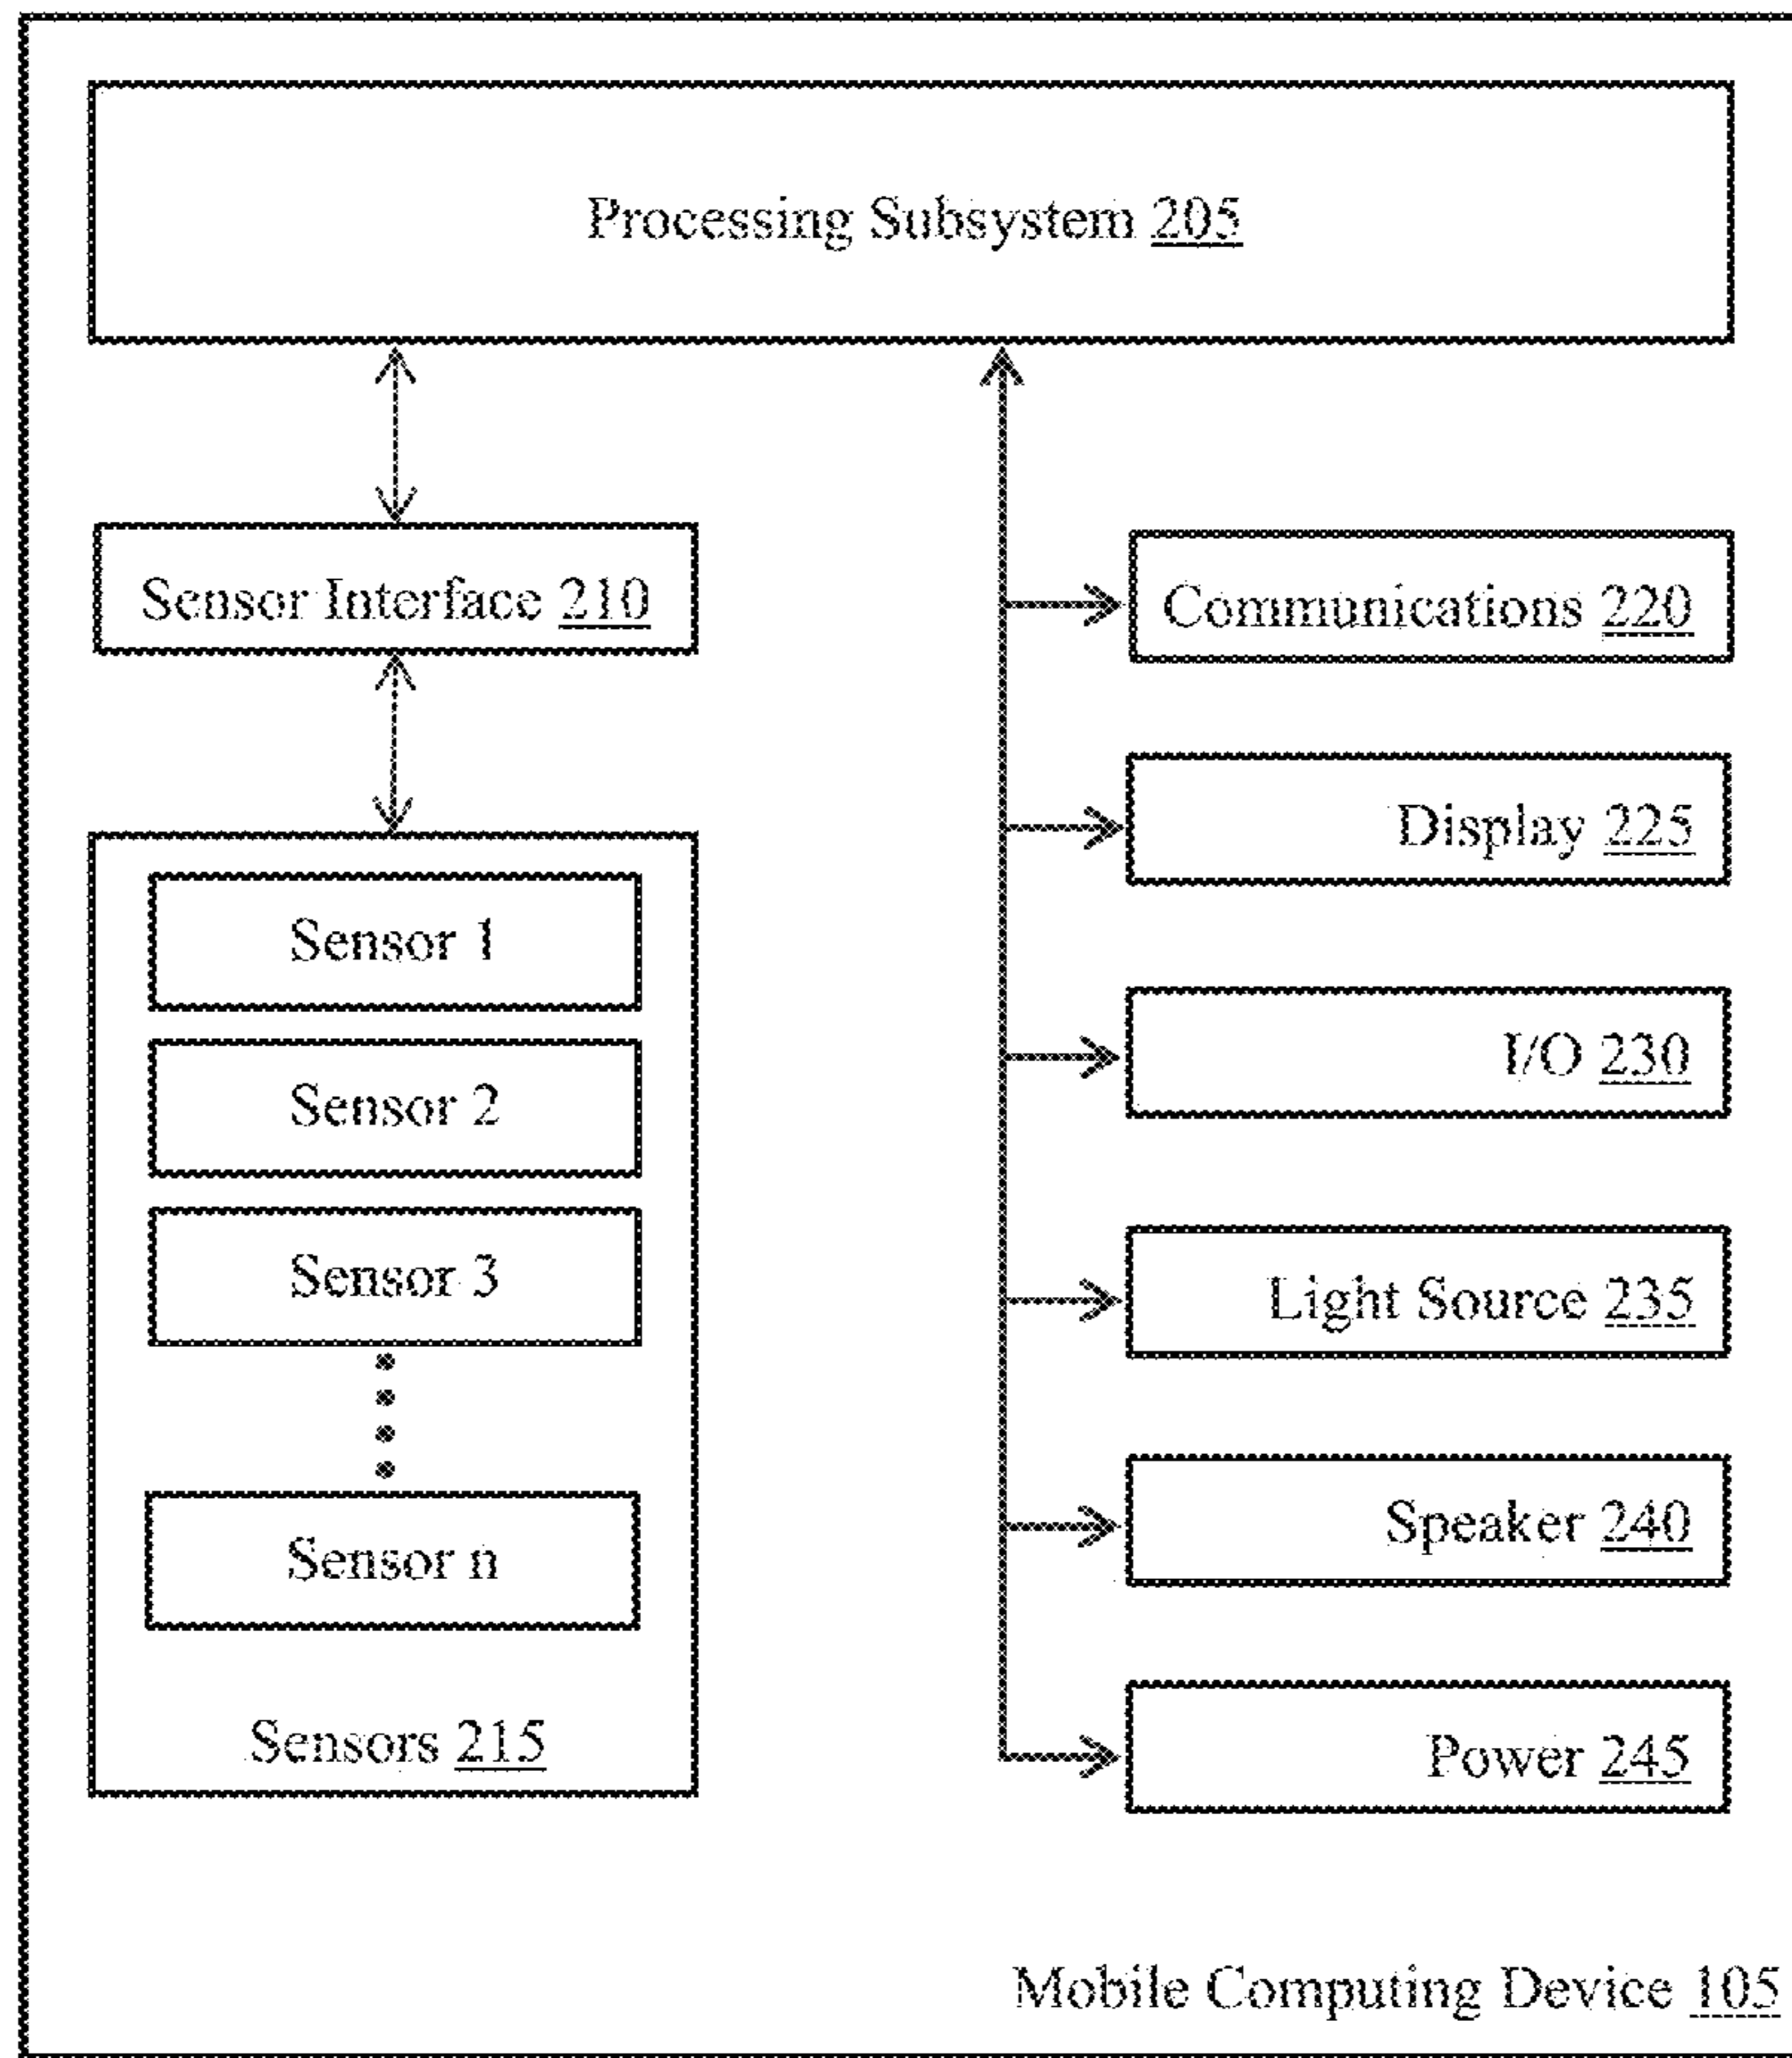 Processing Subsystem 205
Sensor Interface 210
Communications 220
Display 225
Sensor 1
I/O 230
Sensor 2
Sensor 3
Light Source 235
Sensor n
Speaker 240
Sensors 215
Power 245
Mobile Computing Device 105